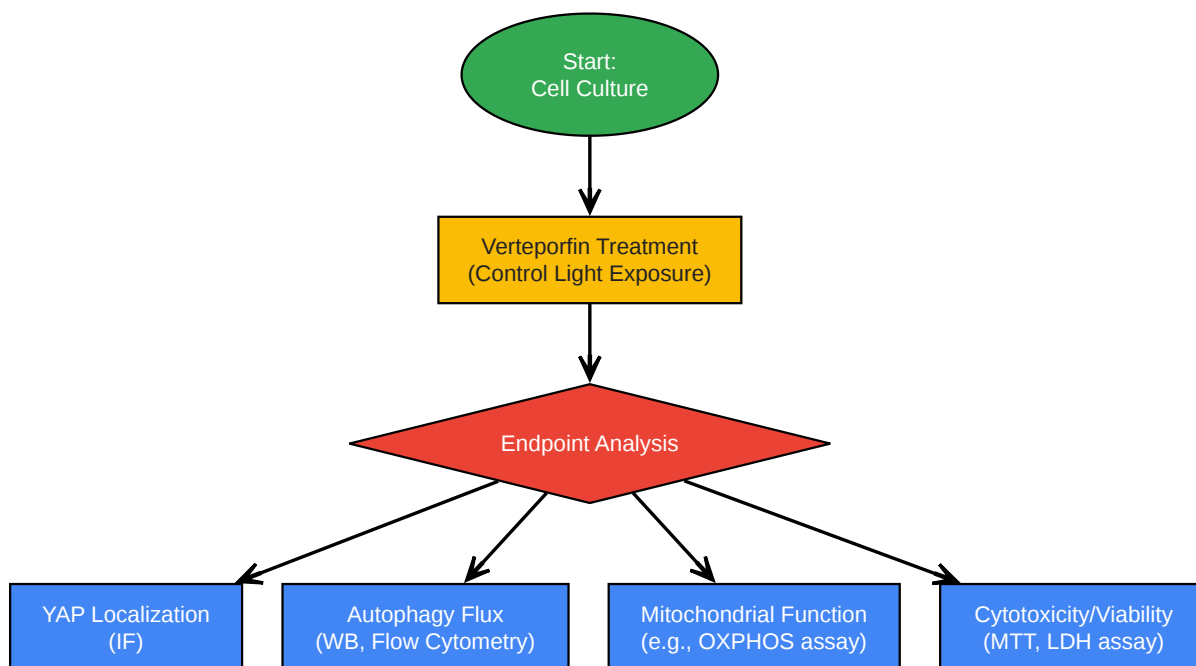 Start:
Cell Culture
Verteporfin Treatment
(Control Light Exposure)
Endpoint Analysis
YAP Localization
(IF)
Autophagy Flux
(WB, Flow Cytometry)
Mitochondrial Function
(e.g., OXPHOS assay)
Cytotoxicity/Viability
(MTT, LDH assay)